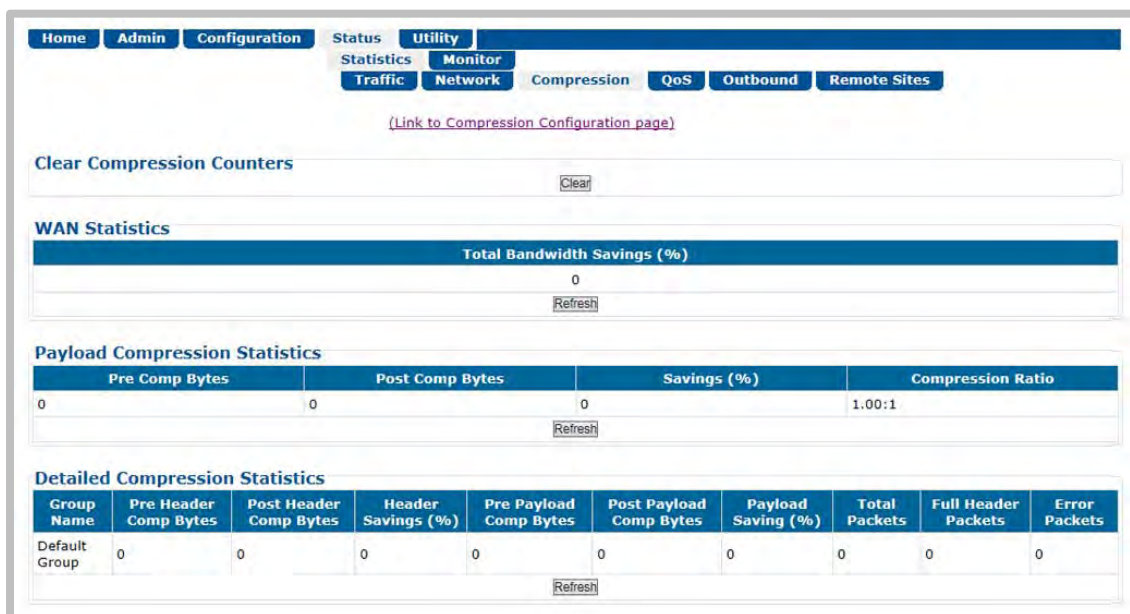 Home Admin Configuration Status Utility
Statistics Monitor
Traffic Network Compression QoS Outbound Remote Sites
(Link to Compression Configuration page)
Clear Compression Counters
Clear
WAN Statistics
Total Bandwidth Savings (%)
0
Refresh
Payload Compression Statistics
Pre Comp Bytes Post Comp Bytes Savings (%) Compression Ratio
0 0 0 1.00:1
Refresh
Detailed Compression Statistics
Group Name Pre Header Comp Bytes Post Header Comp Bytes Header Savings (%) Pre Payload Comp Bytes Post Payload Comp Bytes Payload Saving (%) Total Packets Full Header Packets Error Packets
Default Group 0 0 0 0 0 0 0 0 0
Refresh